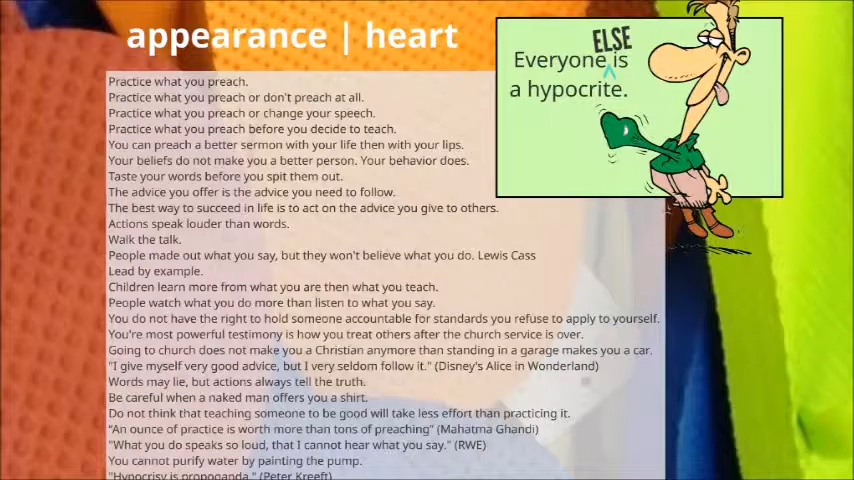 appearance | heart
ELSE
Everyone is
a hypocrite.
Practice what you preach.
Practice what you preach or don't preach at all.
Practice what you preach or change your speech.
Practice what you preach before you decide to teach.
You can preach a better sermon with your life then with your lips.
Your beliefs do not make you a better person. Your behavior does.
Taste your words before you spit them out.
The advice you offer is the advice you need to follow.
The best way to succeed in life is to act on the advice you give to others.
Actions speak louder than words.
Walk the talk.
People made out what you say, but they won't believe what you do. Lewis Cass
Lead by example.
Children learn more from what you are then what you teach.
People watch what you do more than listen to what you say.
You do not have the right to hold someone accountable for standards you refuse to apply to yourself.
You're most powerful testimony is how you treat others after the church service is over.
Going to church does not make you a Christian anymore than standing in a garage makes you a car.
"I give myself very good advice, but I very seldom follow it." (Disney's Alice in Wonderland)
Words may lie, but actions always tell the truth.
Be careful when a naked man offers you a shirt.
Do not think that teaching someone to be good will take less effort than practicing it.
"An ounce of practice is worth more than tons of preaching" (Mahatma Ghandi)
"What you do speaks so loud, that I cannot hear what you say." (RWE)
You cannot purify water by painting the pump.
"Hypocrisy is propoganda." (Peter Kreeft)